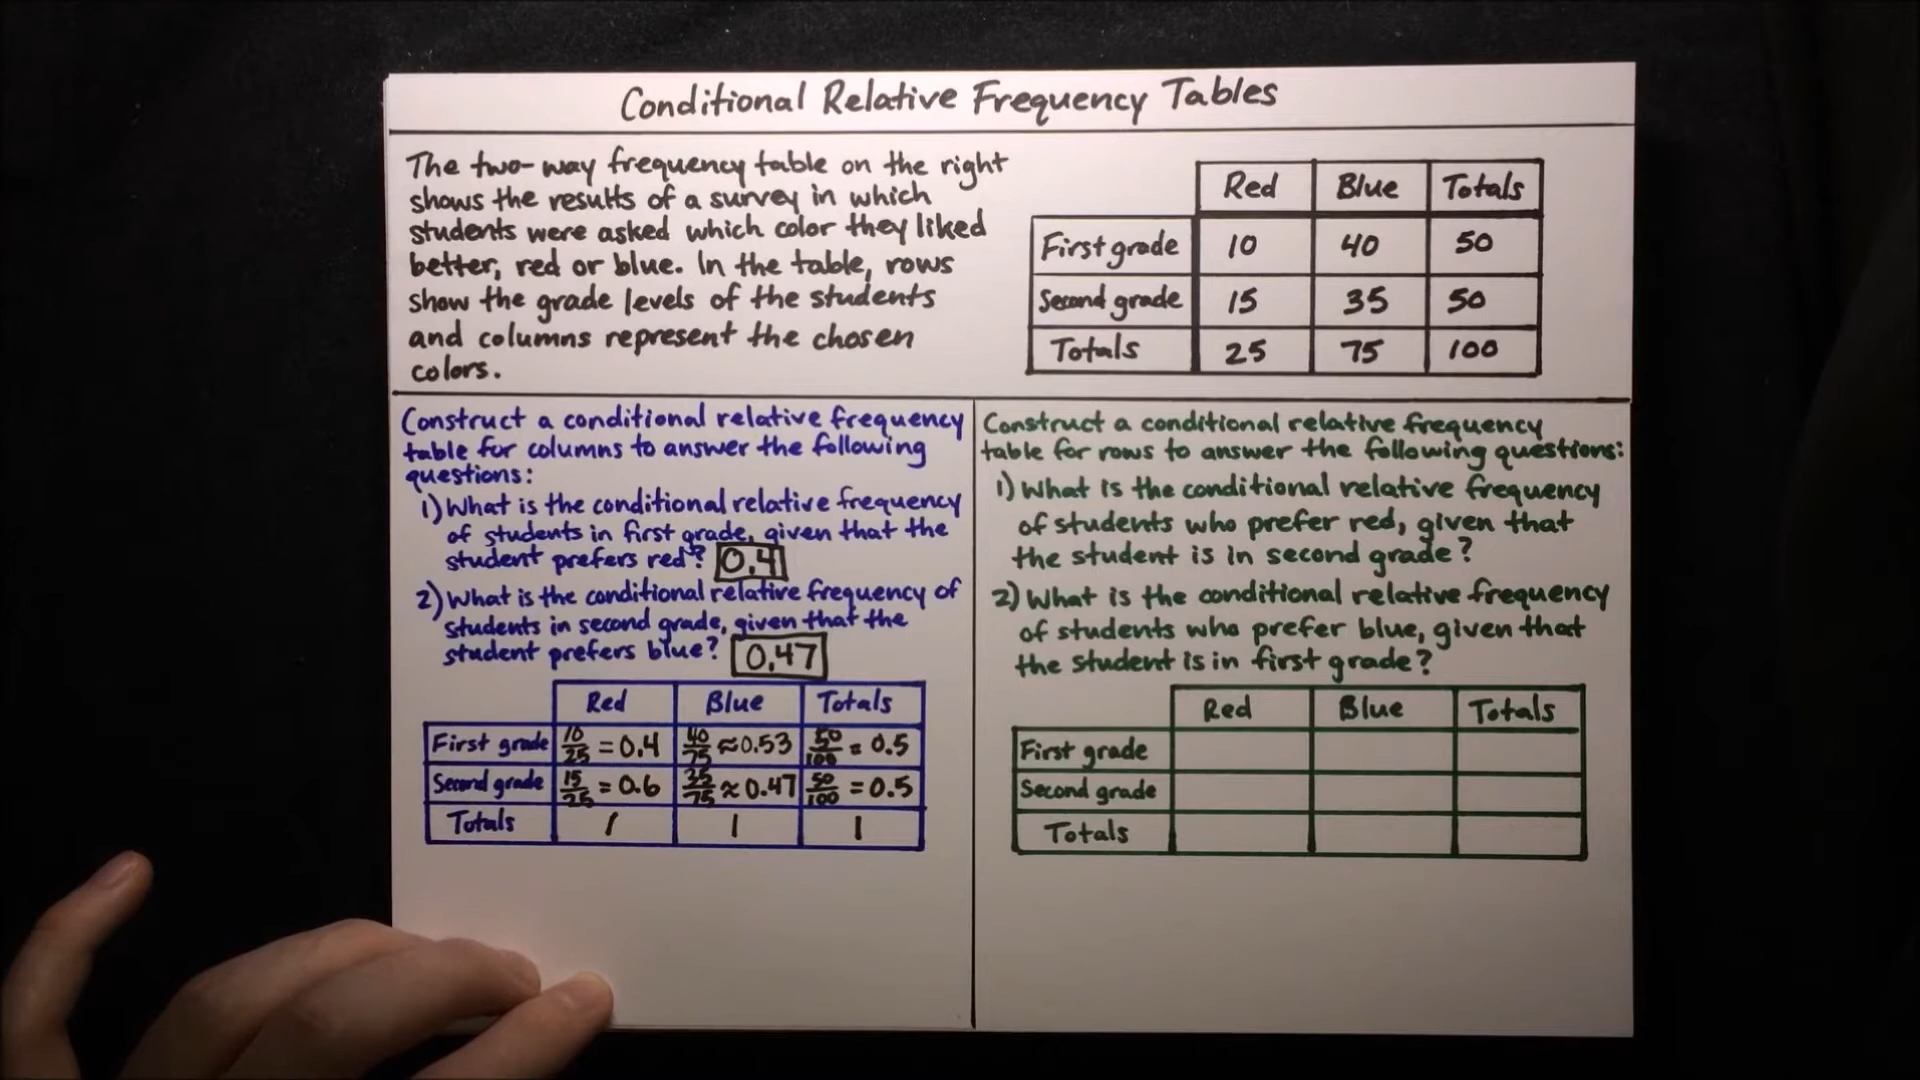 Conditional Relative Frequency Tables
The two-way frequency table on the right
shows the results of a survey in which
students were asked which color they liked
better, red or blue. In the table, rows
show the grade levels of the students
and columns represent the chosen
colors.
Red Blue Totals
First grade 10 40 50
Second grade 15 35 50
Totals 25 75 100
Construct a conditional relative frequency
table for columns to answer the following
questions:
1) What is the conditional relative frequency
of students in first grade, given that the
student prefers red? 0.4
2) What is the conditional relative frequency of
students in second grade, given that the
student prefers blue? 0.47
Red Blue Totals
First grade 10/25 = 0.4 40/75 ≈ 0.53 50/100 = 0.5
Second grade 15/25 = 0.6 35/75 ≈ 0.47 50/100 = 0.5
Totals 1 1 1
Construct a conditional relative frequency
table for rows to answer the following questions:
1) What is the conditional relative frequency
of students who prefer red, given that
the student is in second grade?
2) What is the conditional relative frequency
of students who prefer blue, given that
the student is in first grade?
Red Blue Totals
First grade
Second grade
Totals